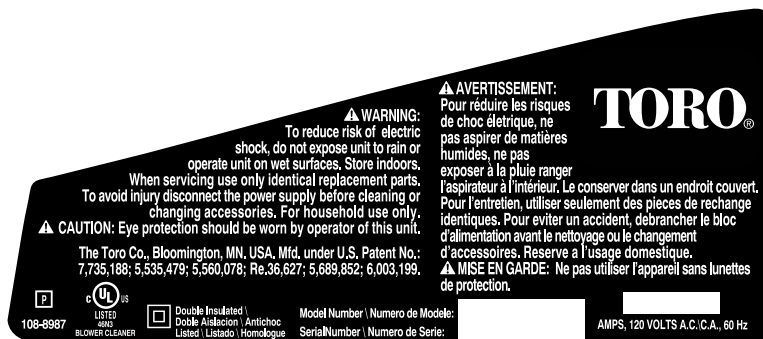 ⚠ WARNING:
To reduce risk of electric
shock, do not expose unit to rain or
operate unit on wet surfaces. Store indoors.
When servicing use only identical replacement parts.
To avoid injury disconnect the power supply before cleaning or
changing accessories. For household use only.
⚠ CAUTION: Eye protection should be worn by operator of this unit.
The Toro Co., Bloomington, MN. USA. Mfd. under U.S. Patent No.:
7,735,188; 5,535,479; 5,560,078; Re.36,627; 5,689,852; 6,003,199.
⚠ AVERTISSEMENT:
Pour réduire les risques
de choc életrique, ne
pas aspirer de matières
humides, ne pas
exposer à la pluie ranger
l'aspirateur à l'intérieur. Le conserver dans un endroit couvert.
Pour l'entretien, utiliser seulement des pieces de rechange
identiques. Pour eviter un accident, debrancher le bloc
d'alimentation avant le nettoyage ou le changement
d'accessoires. Reserve a l'usage domestique.
⚠ MISE EN GARDE: Ne pas utiliser l'appareil sans lunettes
de protection.
TORO®
P
108-8987
C UL US
LISTED
46N3
BLOWER CLEANER
Double Insulated \
Doble Aislacion \ Antichoc
Listed \ Listado \ Homologue
Model Number \ Numero de Modele:
SerialNumber \ Numero de Serie:
AMPS, 120 VOLTS A.C.\C.A., 60 Hz